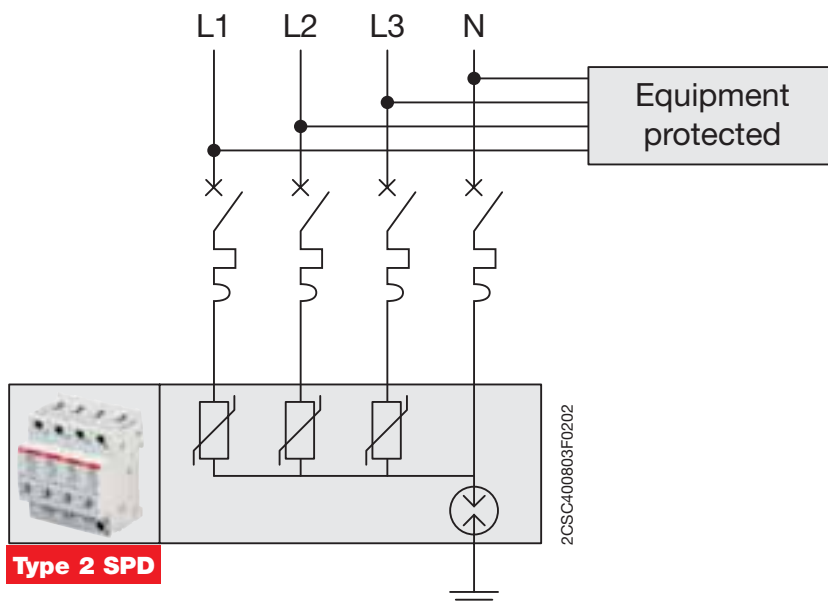 L1 L2 L3 N
Equipment
protected
2CSC400803F0202
Type 2 SPD